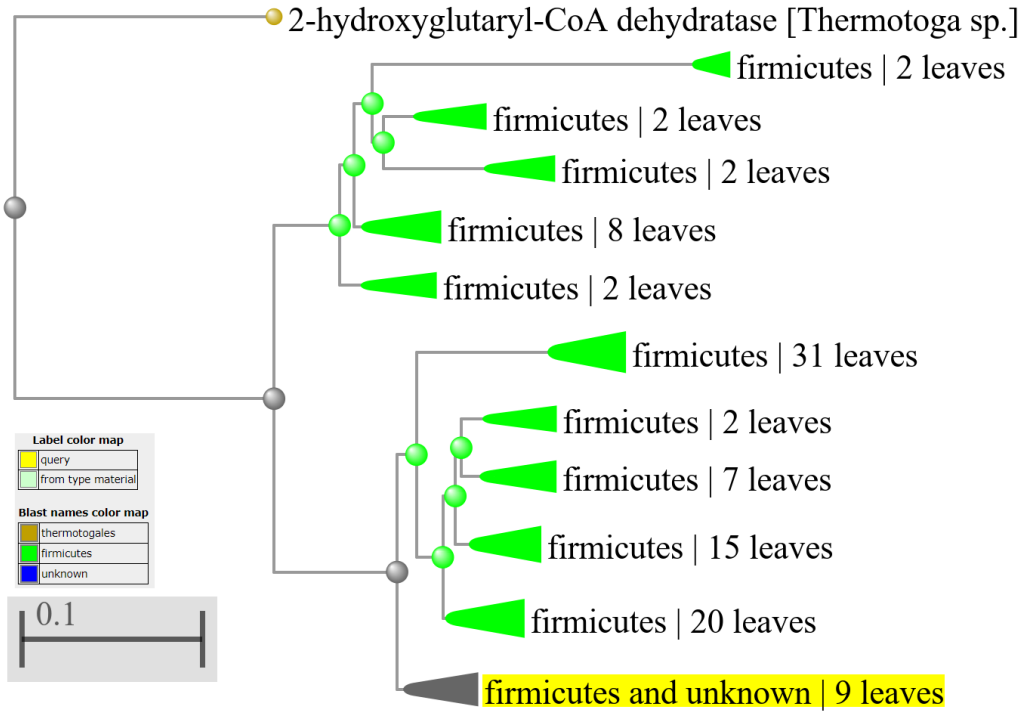 2-hydroxyglutaryl-CoA dehydratase [Thermotoga sp.]
firmicutes | 2 leaves
firmicutes | 2 leaves
firmicutes | 2 leaves
firmicutes | 8 leaves
firmicutes | 2 leaves
firmicutes | 31 leaves
firmicutes | 2 leaves
firmicutes | 7 leaves
firmicutes | 15 leaves
firmicutes | 20 leaves
firmicutes and unknown | 9 leaves
Label color map
query
from type material
Blast names color map
thermotogales
firmicutes
unknown
0.1